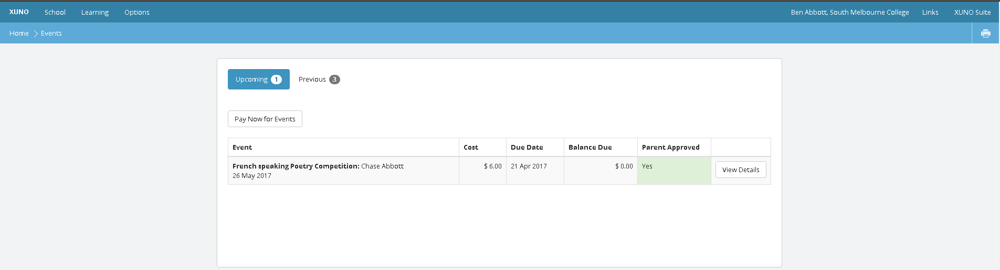 XUNO School Learning Options Ben Abbott, South Melbourne College Links XUNO Suite
Home Events
Upcoming 1 Previous 3
Pay Now for Events
Event Cost Due Date Balance Due Parent Approved
French speaking Poetry Competition: Chase Abbott $ 6.00 21 Apr 2017 $ 0.00 Yes View Details
26 May 2017